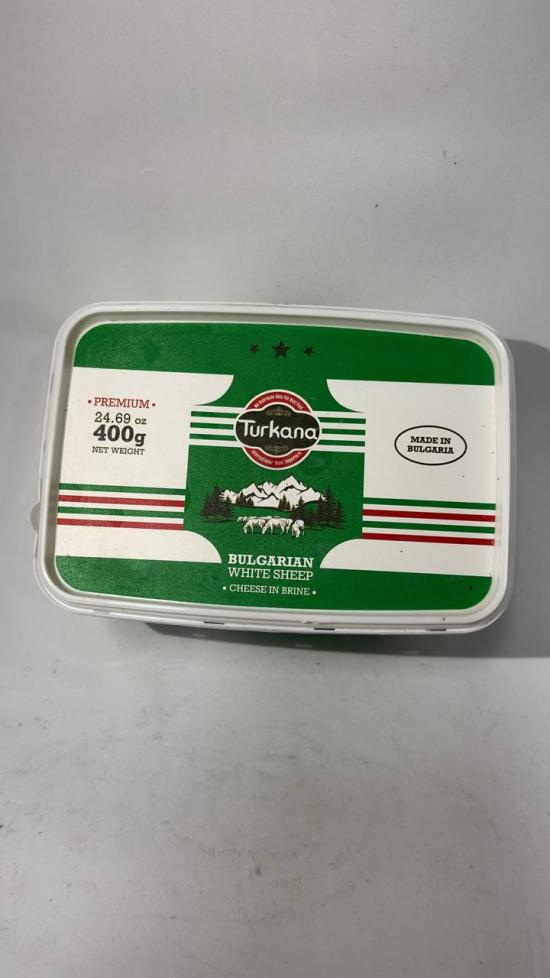 • PREMIUM •
24.69 oz
400g
NET WEIGHT
Turkana
MADE IN
BULGARIA
BULGARIAN
WHITE SHEEP
• CHEESE IN BRINE •